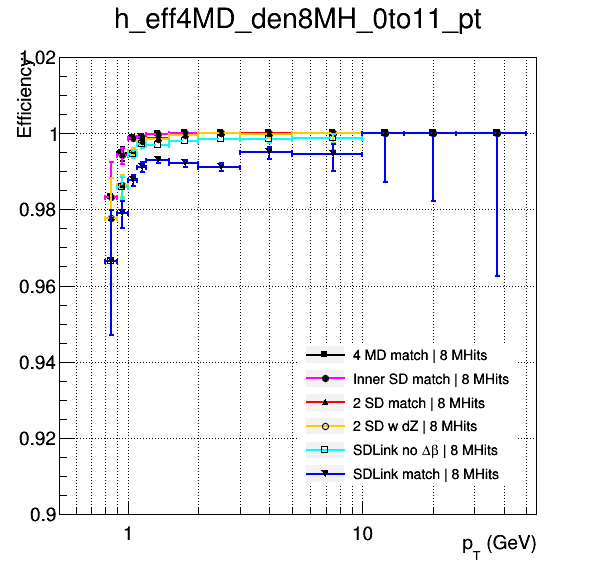 h_eff4MD_den8MH_0to11_pt
Efficiency
1.02
1
0.98
0.96
0.94
0.92
0.9
4 MD match | 8 MHits
Inner SD match | 8 MHits
2 SD match | 8 MHits
2 SD w dZ | 8 MHits
SDLink no Δβ | 8 MHits
SDLink match | 8 MHits
1 10
p_T (GeV)